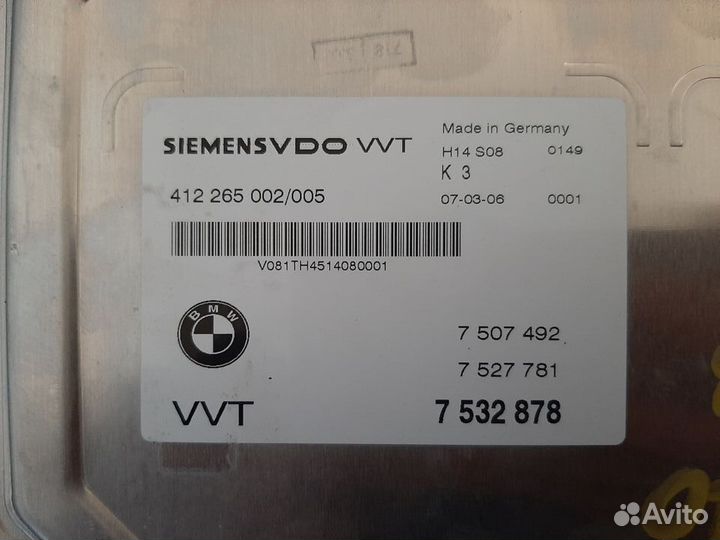 SIEMENSVDO VVT
Made in Germany
H14 S08 0149
K 3
412 265 002/005
07-03-06 0001
V081TH4514080001
BMW
7 507 492
7 527 781
VVT
7 532 878
Avito